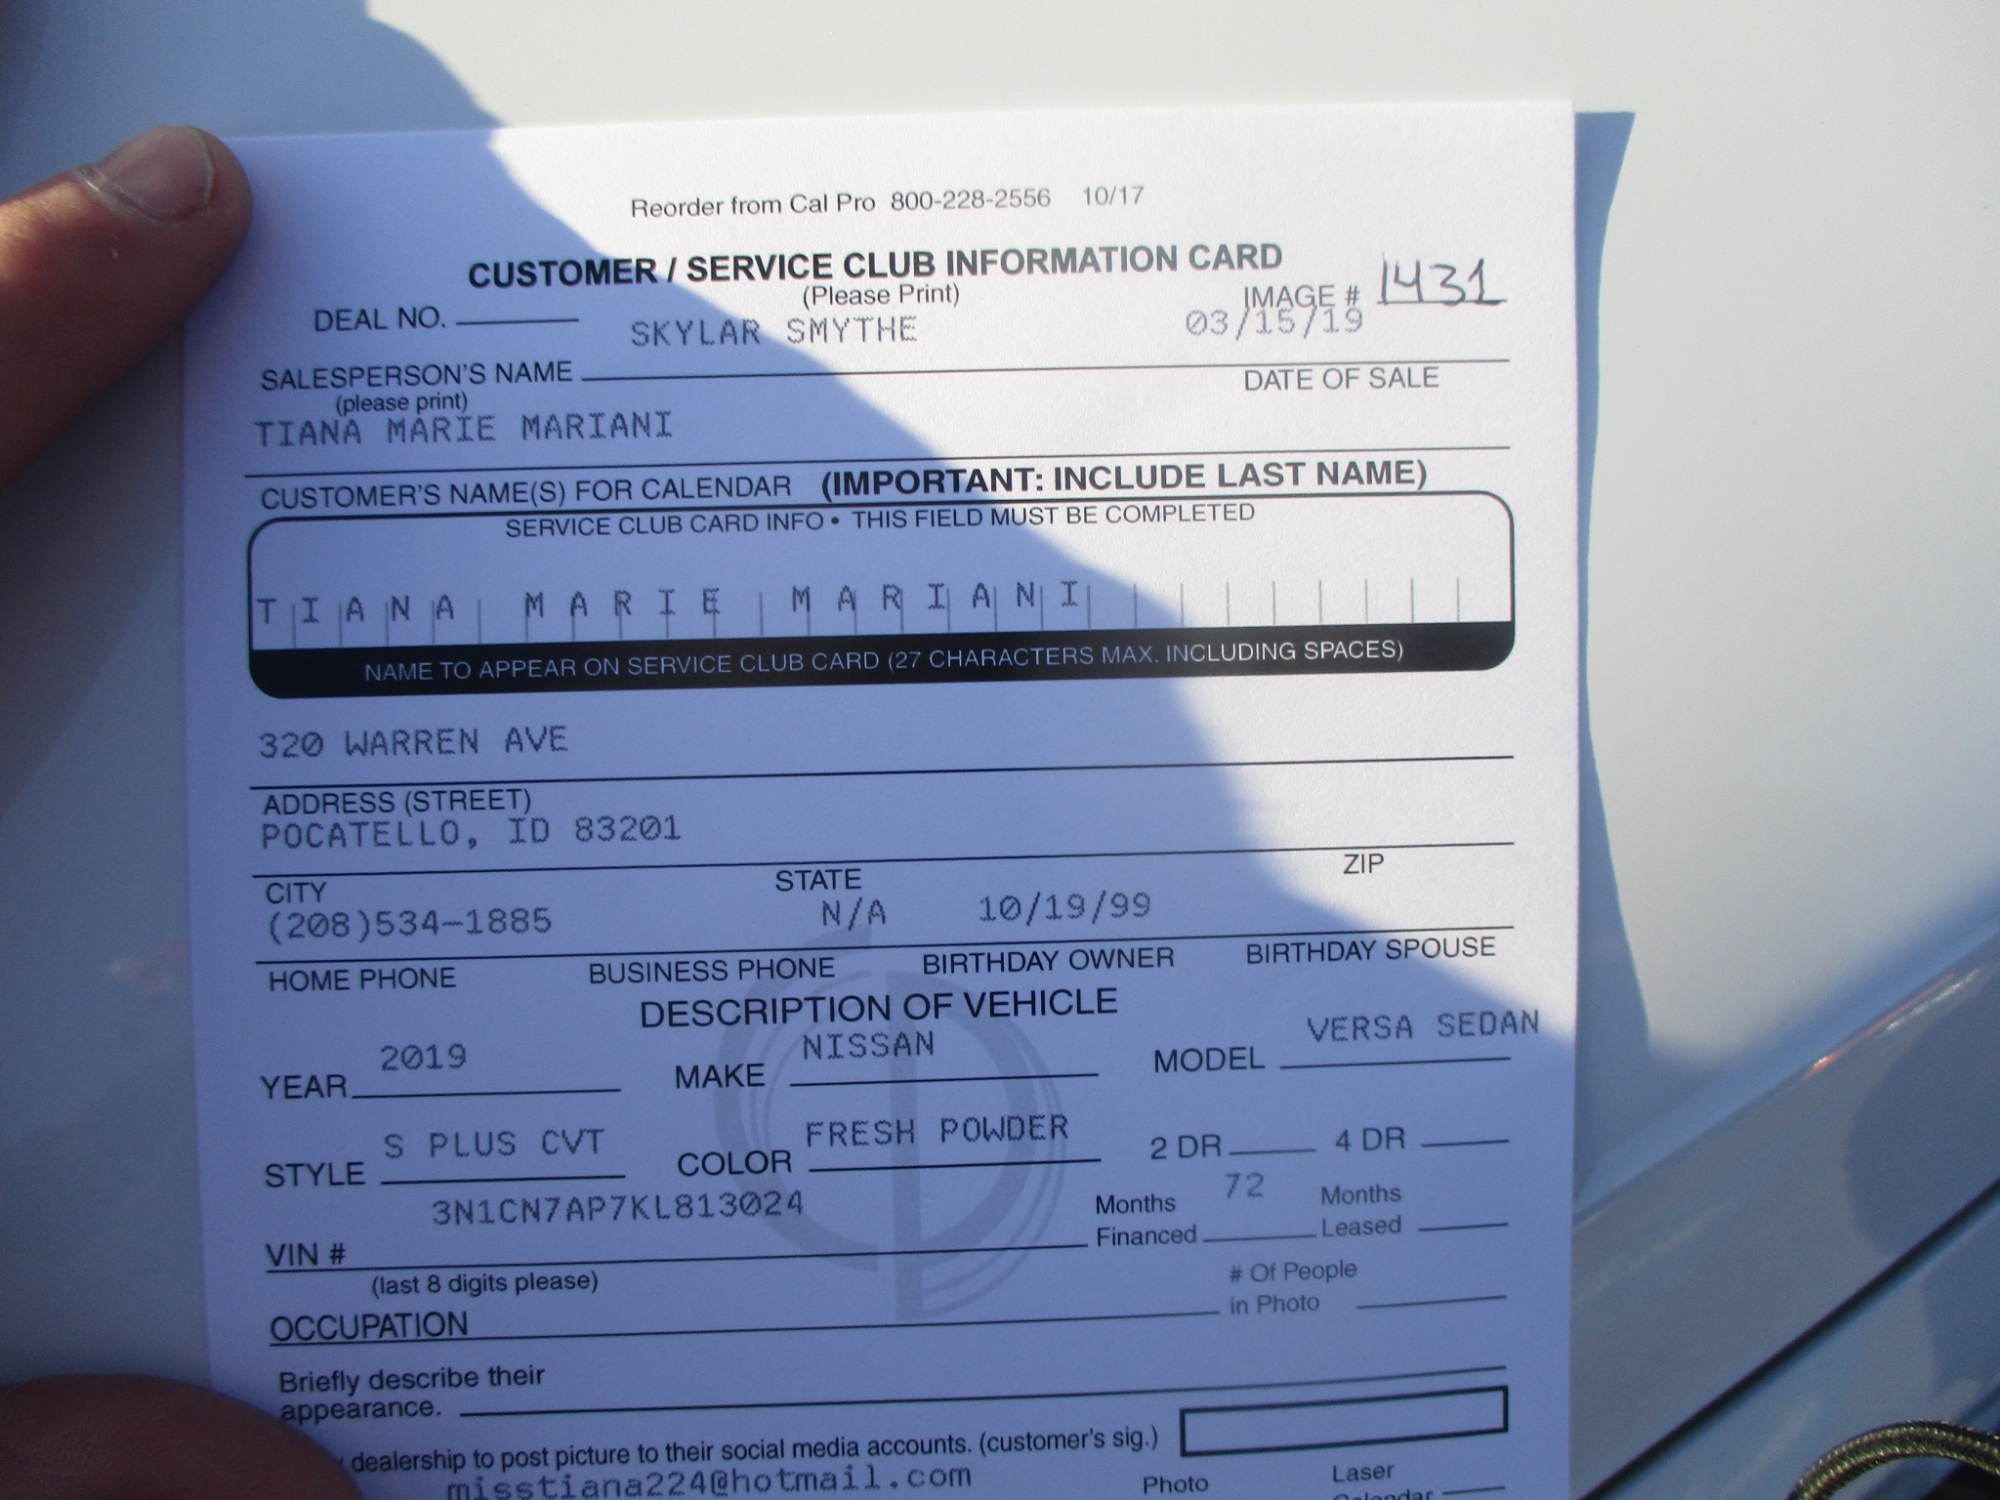 Reorder from Cal Pro 800-228-2556 10/17
CUSTOMER / SERVICE CLUB INFORMATION CARD
(Please Print)
IMAGE # 1431
DEAL NO.
SKYLAR SMYTHE 03/15/19
SALESPERSON'S NAME DATE OF SALE
(please print)
TIANA MARIE MARIANI
CUSTOMER'S NAME(S) FOR CALENDAR (IMPORTANT: INCLUDE LAST NAME)
SERVICE CLUB CARD INFO • THIS FIELD MUST BE COMPLETED
TIANA MARIE MARIANI
NAME TO APPEAR ON SERVICE CLUB CARD (27 CHARACTERS MAX. INCLUDING SPACES)
320 WARREN AVE
ADDRESS (STREET)
POCATELLO, ID 83201
CITY STATE ZIP
(208)534-1885 N/A 10/19/99
HOME PHONE BUSINESS PHONE BIRTHDAY OWNER BIRTHDAY SPOUSE
DESCRIPTION OF VEHICLE
YEAR 2019 MAKE NISSAN MODEL VERSA SEDAN
STYLE S PLUS CVT COLOR FRESH POWDER 2 DR 4 DR
VIN # 3N1CN7AP7KL813024 Months Financed 72 Months Leased
(last 8 digits please)
# Of People in Photo
OCCUPATION
Briefly describe their
appearance.
dealership to post picture to their social media accounts. (customer's sig.)
misstiana224@hotmail.com
Photo Laser
Calendar